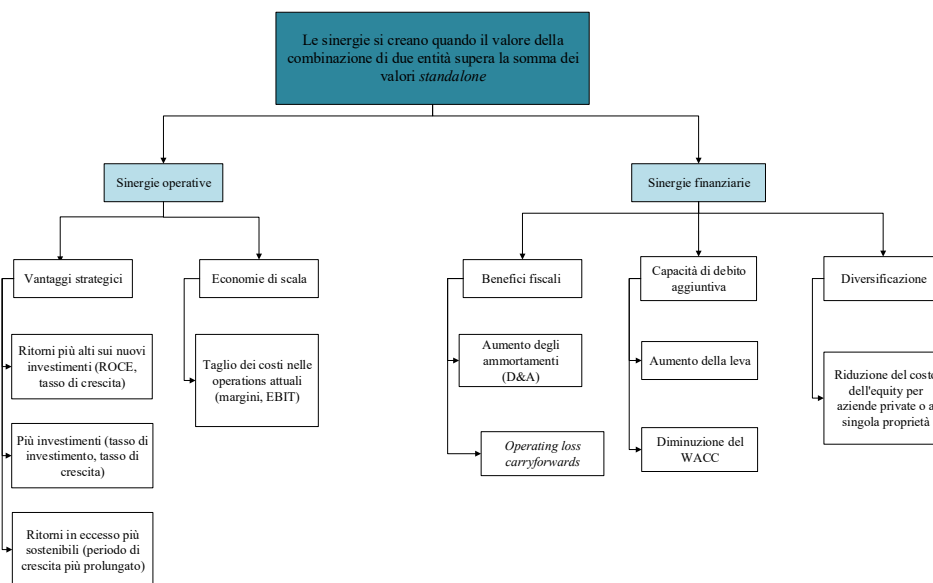 Le sinergie si creano quando il valore della
combinazione di due entità supera la somma dei
valori standalone
Sinergie operative
Sinergie finanziarie
Vantaggi strategici
Economie di scala
Benefici fiscali
Capacità di debito
aggiuntiva
Diversificazione
Ritorni più alti sui nuovi
investimenti (ROCE,
tasso di crescita)
Taglio dei costi nelle
operations attuali
(margini, EBIT)
Aumento degli
ammortamenti
(D&A)
Aumento della leva
Riduzione del costo
dell'equity per
aziende private o a
singola proprietà
Più investimenti (tasso di
investimento, tasso di
crescita)
Operating loss
carryforwards
Diminuzione del
WACC
Ritorni in eccesso più
sostenibili (periodo di
crescita più prolungato)